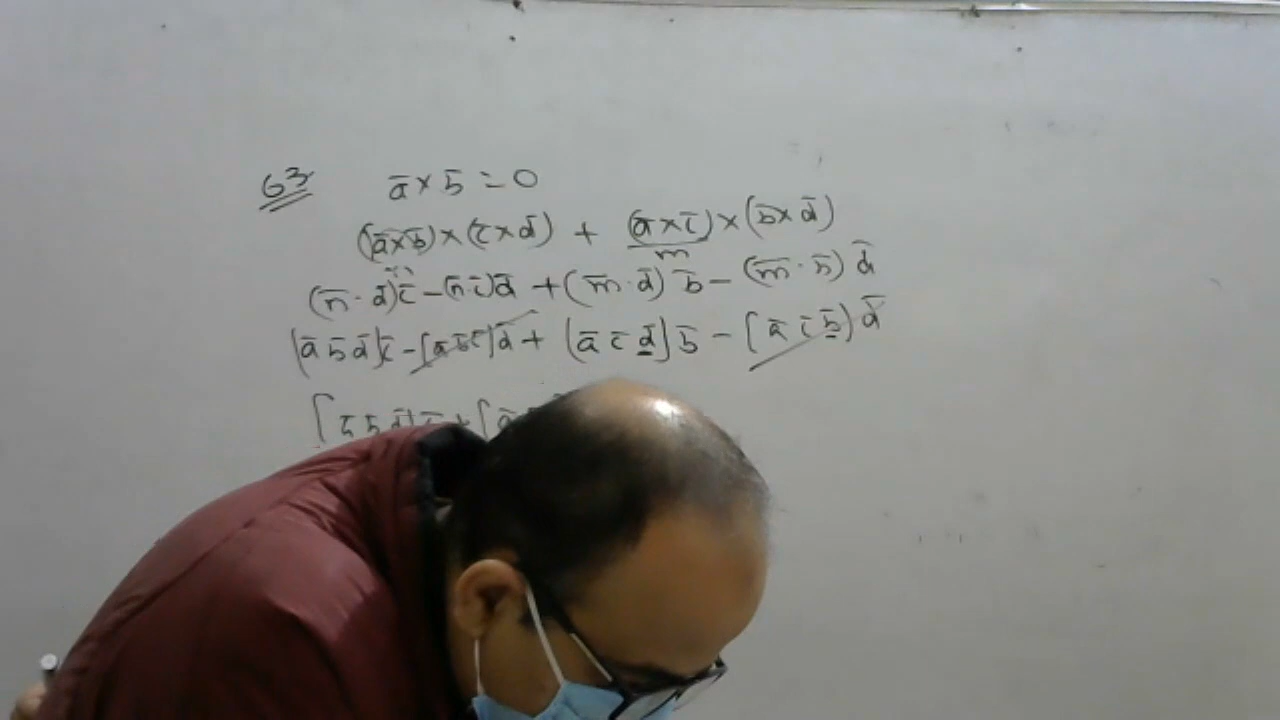 63 a̅ × b̅ = 0
(a̅×b̅)×(c̅×d̅) + (a̅×c̅)×(b̅×d̅)
m
(n̅·d̅)c̅ − (n̅·c̅)d̅ + (m̅·d̅) b̅ − (m̅·b̅) d̅
[a̅ b̅ d̅]c̅ − [a̅ b̅ c̅]d̅ + [a̅ c̅ d̅] b̅ − [a̅ c̅ b̅] d̅
[a̅ b̅ d̅]c̅ + [a̅